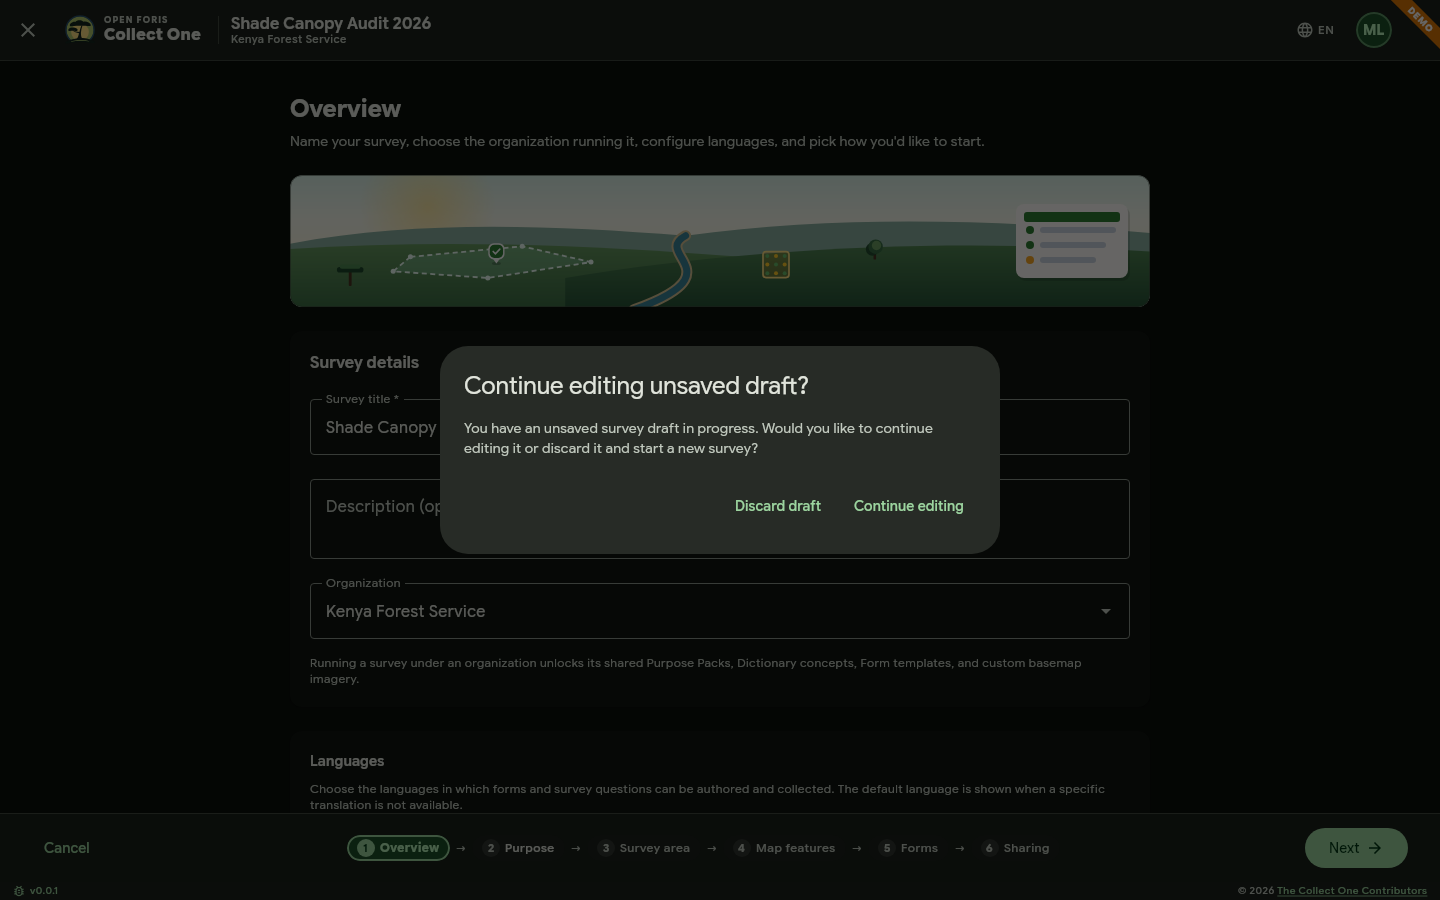 OPEN FORIS
Collect One
Shade Canopy Audit 2026
Kenya Forest Service
EN
ML
DEMO
Overview
Name your survey, choose the organization running it, configure languages, and pick how you'd like to start.
Survey details
Survey title *
Shade Canopy
Description (op
Continue editing unsaved draft?
You have an unsaved survey draft in progress. Would you like to continue
editing it or discard it and start a new survey?
Discard draft
Continue editing
Organization
Kenya Forest Service
Running a survey under an organization unlocks its shared Purpose Packs, Dictionary concepts, Form templates, and custom basemap
imagery.
Languages
Choose the languages in which forms and survey questions can be authored and collected. The default language is shown when a specific
translation is not available.
Cancel
1 Overview → 2 Purpose → 3 Survey area → 4 Map features → 5 Forms → 6 Sharing
Next →
v0.0.1
© 2026 The Collect One Contributors